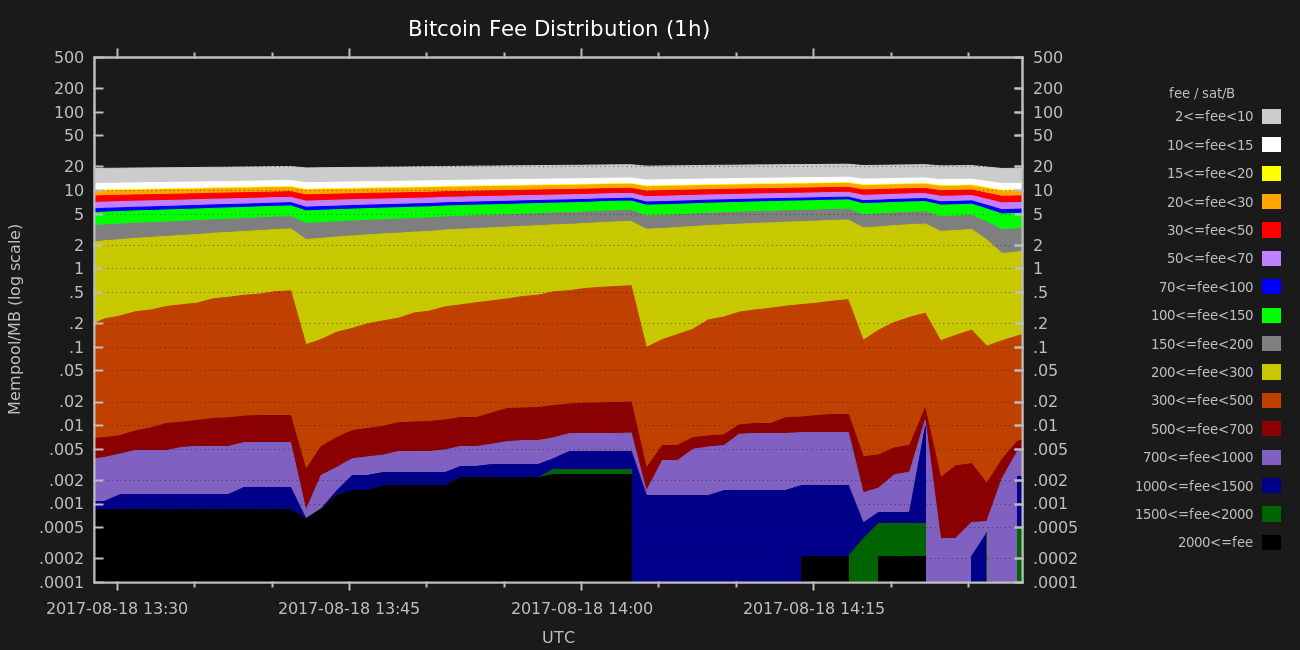 Bitcoin Fee Distribution (1h)
500
200
100
50
20
10
5
2
1
.5
.2
.1
.05
.02
.01
.005
.002
.001
.0005
.0002
.0001
Mempool/MB (log scale)
500
200
100
50
20
10
5
2
1
.5
.2
.1
.05
.02
.01
.005
.002
.001
.0005
.0002
.0001
2017-08-18 13:30
2017-08-18 13:45
2017-08-18 14:00
2017-08-18 14:15
UTC
fee / sat/B
2<=fee<10
10<=fee<15
15<=fee<20
20<=fee<30
30<=fee<50
50<=fee<70
70<=fee<100
100<=fee<150
150<=fee<200
200<=fee<300
300<=fee<500
500<=fee<700
700<=fee<1000
1000<=fee<1500
1500<=fee<2000
2000<=fee